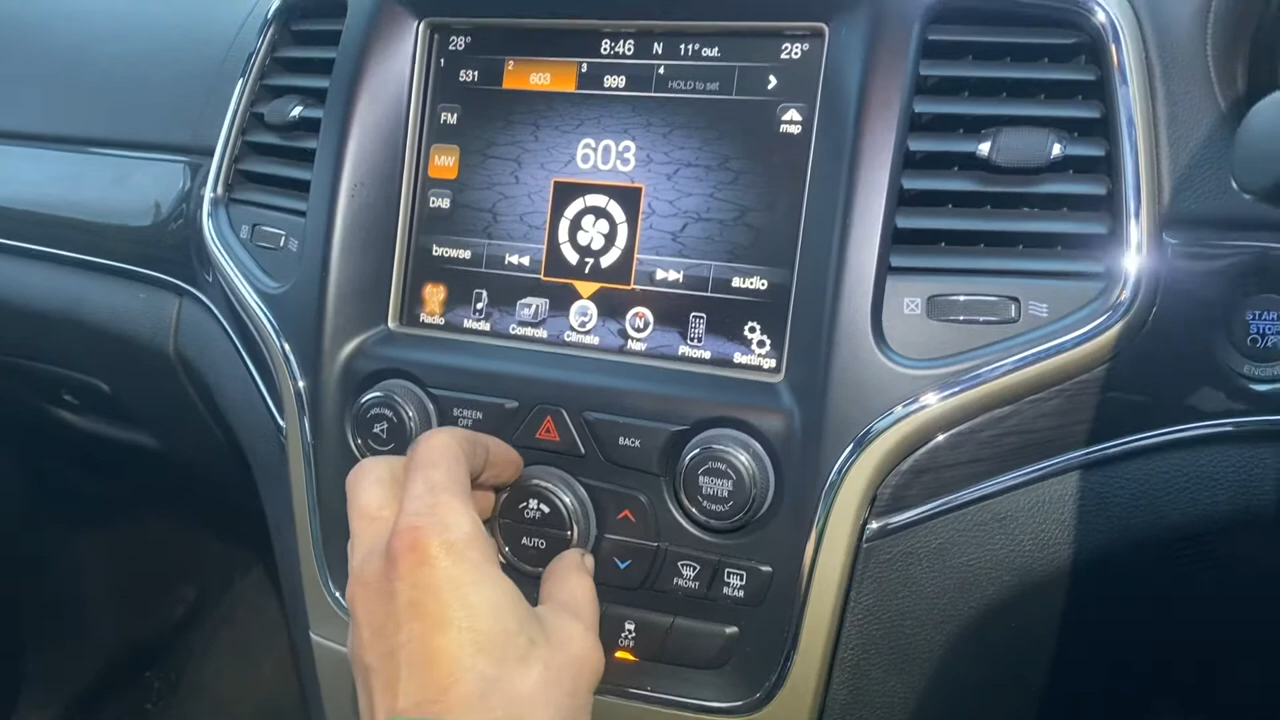 28° 8:46 N 11° out. 28°
1 531 2 603 3 999 4 HOLD to set
FM
map
603
MW
DAB
7
browse audio
Radio Media Controls Climate Nav Phone Settings
N
START
STOP
ENGINE
VOLUME
SCREEN
OFF
BACK
TUNE
BROWSE
ENTER
SCROLL
OFF
AUTO
FRONT
REAR
OFF